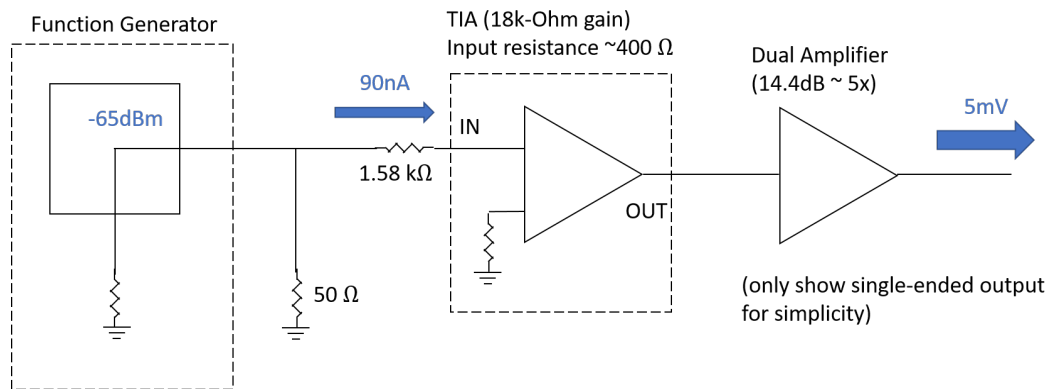 Function Generator
-65dBm
50 Ω
90nA
1.58 kΩ
TIA (18k-Ohm gain)
Input resistance ~400 Ω
IN
OUT
Dual Amplifier
(14.4dB ~ 5x)
5mV
(only show single-ended output
for simplicity)